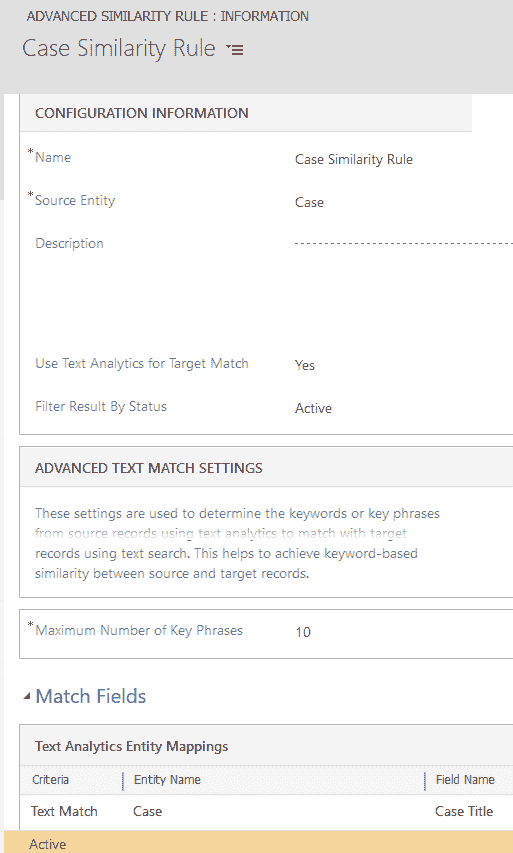 ADVANCED SIMILARITY RULE : INFORMATION
Case Similarity Rule
CONFIGURATION INFORMATION
*Name Case Similarity Rule
*Source Entity Case
Description
Use Text Analytics for Target Match Yes
Filter Result By Status Active
ADVANCED TEXT MATCH SETTINGS
These settings are used to determine the keywords or key phrases
from source records using text analytics to match with target
records using text search. This helps to achieve keyword-based
similarity between source and target records.
*Maximum Number of Key Phrases 10
Match Fields
Text Analytics Entity Mappings
Criteria Entity Name Field Name
Text Match Case Case Title
Active